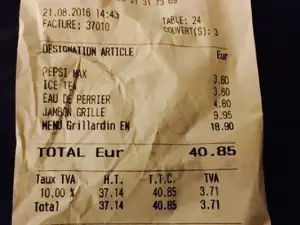 21.08.2016 14:43
FACTURE: 37010
TABLE: 24
COUVERT(S): 3
DESIGNATION ARTICLE Eur
PEPSI MAX 3.60
ICE TEA 3.60
EAU DE PERRIER 4.80
JAMBON GRILLE 9.95
MENU Grillardin EN 18.90
TOTAL Eur 40.85
Taux TVA H.T. T.T.C. TVA
10.00 % 37.14 40.85 3.71
Total 37.14 40.85 3.71